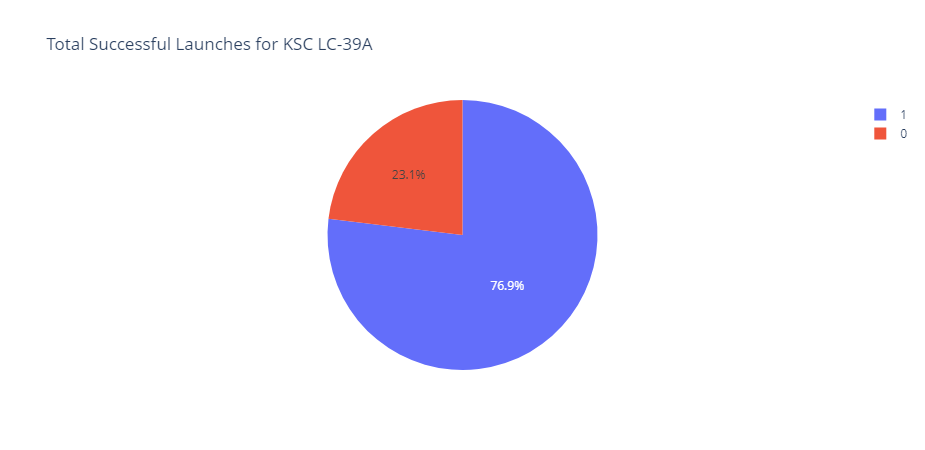 Total Successful Launches for KSC LC-39A
1
0
23.1%
76.9%